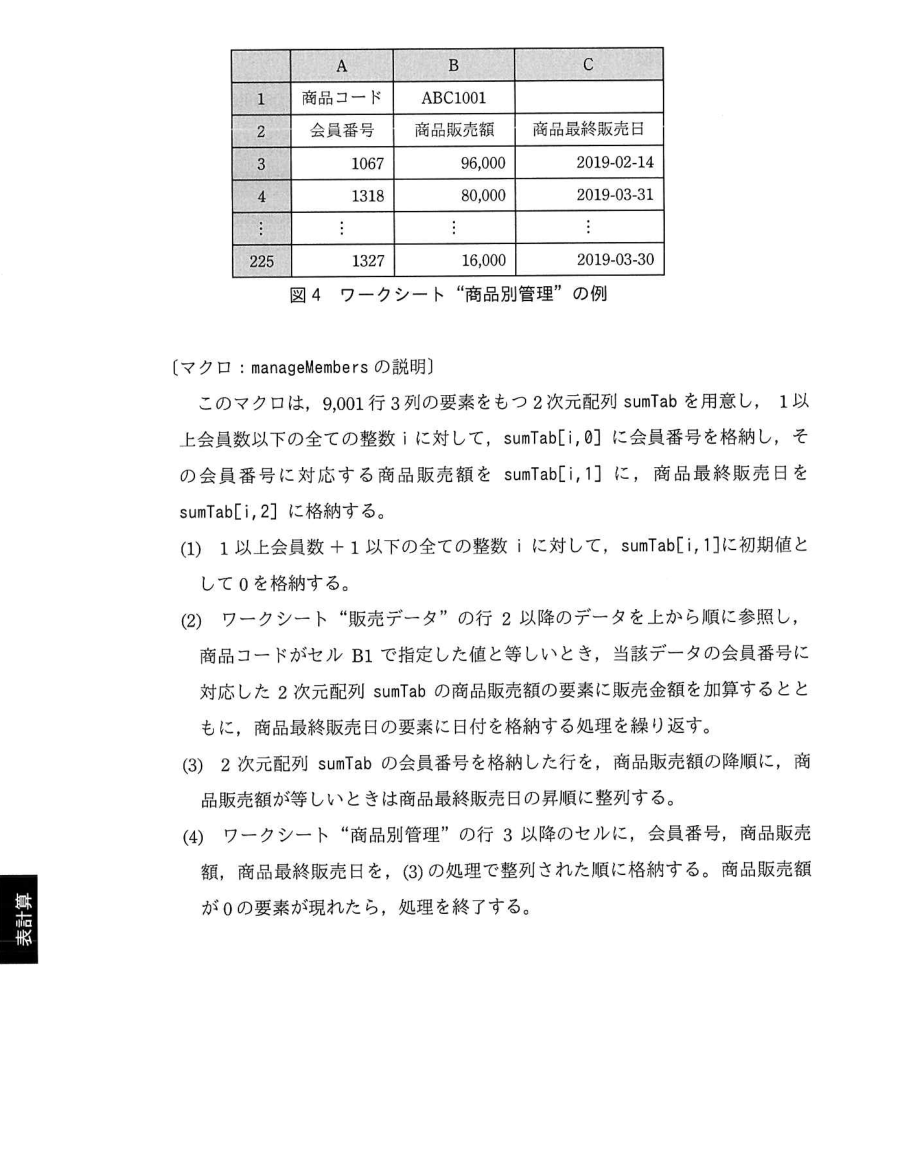 A B C
1 商品コード ABC1001
2 会員番号 商品販売額 商品最終販売日
3 1067 96,000 2019-02-14
4 1318 80,000 2019-03-31
⋮ ⋮ ⋮ ⋮
225 1327 16,000 2019-03-30
図4 ワークシート“商品別管理”の例
〔マクロ：manageMembers の説明〕
このマクロは，9,001 行 3 列の要素をもつ 2 次元配列 sumTab を用意し， 1 以
上会員数以下の全ての整数 i に対して，sumTab[i,0] に会員番号を格納し，そ
の会員番号に対応する商品販売額を sumTab[i,1] に，商品最終販売日を
sumTab[i,2] に格納する。
(1) 1 以上会員数＋1 以下の全ての整数 i に対して，sumTab[i,1]に初期値と
して 0 を格納する。
(2) ワークシート“販売データ”の行 2 以降のデータを上から順に参照し，
商品コードがセル B1 で指定した値と等しいとき，当該データの会員番号に
対応した 2 次元配列 sumTab の商品販売額の要素に販売金額を加算するとと
もに，商品最終販売日の要素に日付を格納する処理を繰り返す。
(3) 2 次元配列 sumTab の会員番号を格納した行を，商品販売額の降順に，商
品販売額が等しいときは商品最終販売日の昇順に整列する。
(4) ワークシート“商品別管理”の行 3 以降のセルに，会員番号，商品販売
額，商品最終販売日を，(3) の処理で整列された順に格納する。商品販売額
が 0 の要素が現れたら，処理を終了する。
表計算